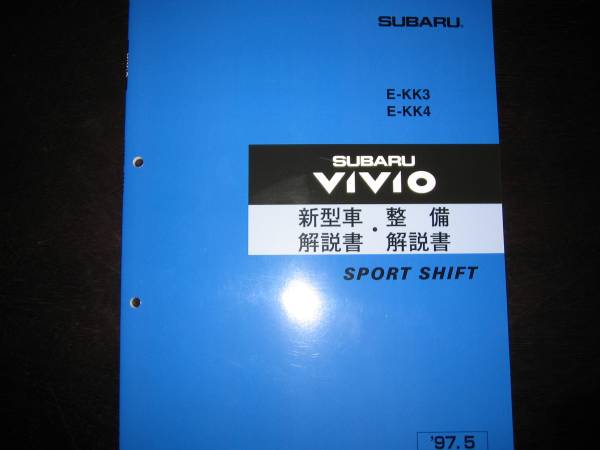 SUBARU.
E-KK3
E-KK4
SUBARU
VIVIO
新型車・整備
解説書・解説書
SPORT SHIFT
'97.5